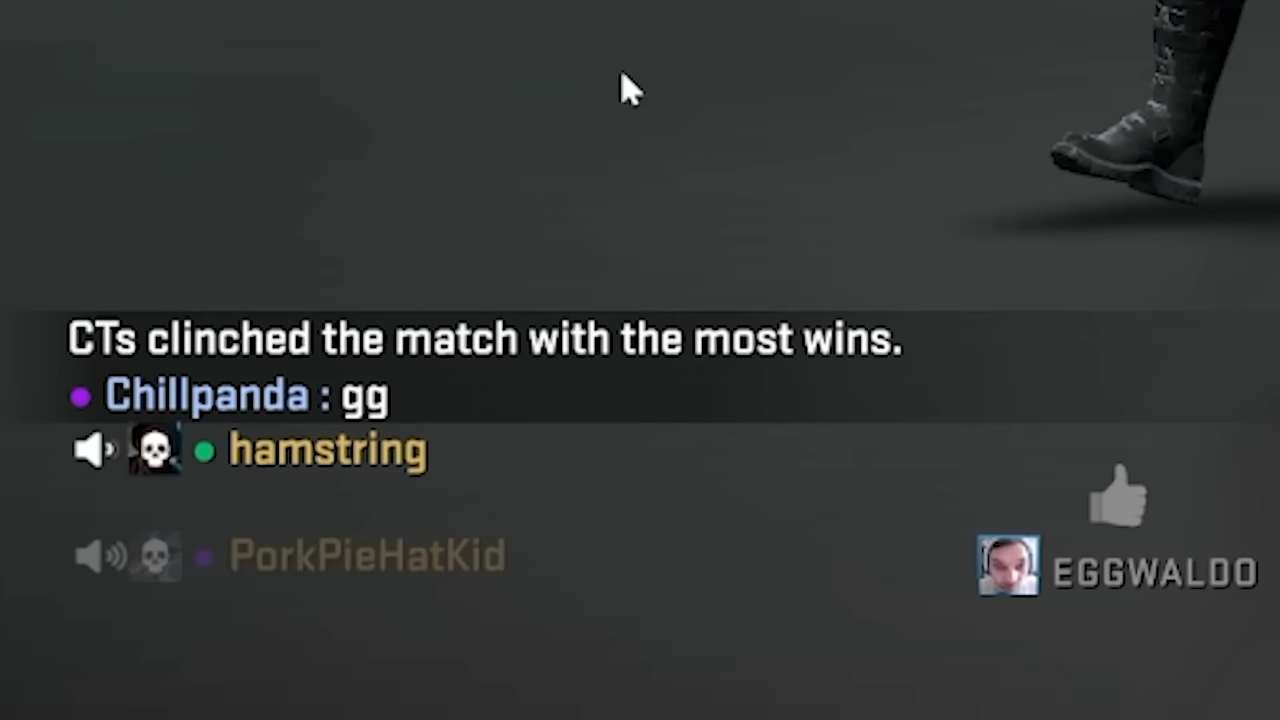 CTs clinched the match with the most wins.
Chillpanda : gg
hamstring
PorkPieHatKid
EGGWALDO